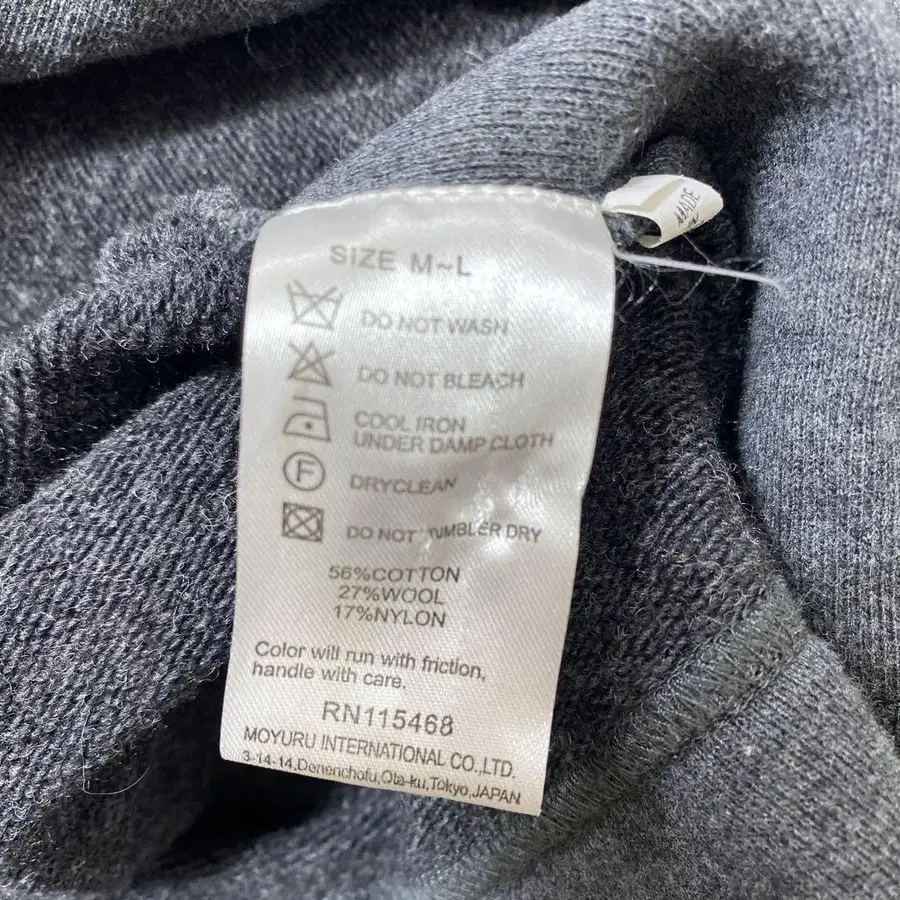 SIZE M~L
DO NOT WASH
DO NOT BLEACH
COOL IRON
UNDER DAMP CLOTH
F
DRYCLEAN
DO NOT TUMBLER DRY
56%COTTON
27%WOOL
17%NYLON
Color will run with friction,
handle with care.
RN115468
MOYURU INTERNATIONAL CO.,LTD.
3-14-14,Denenchofu,Ota-ku,Tokyo,JAPAN
MADE